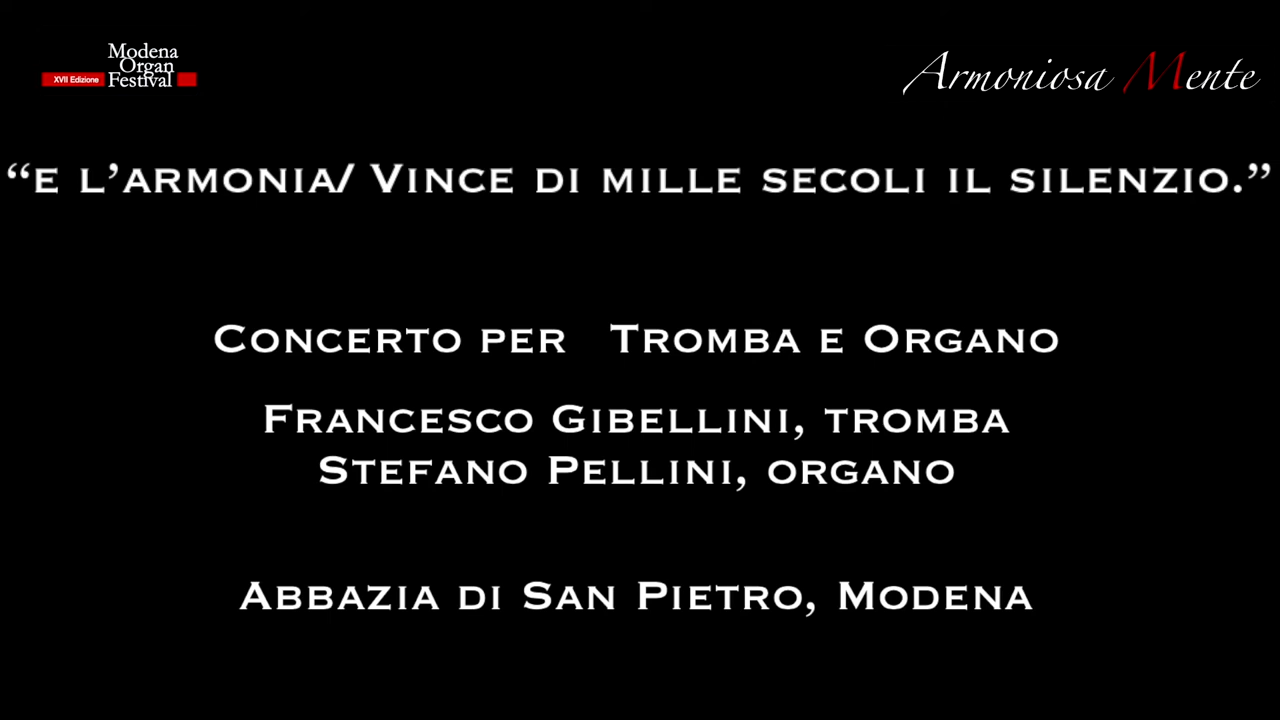 Modena
Organ
XVII Edizione Festival
Armoniosa Mente
“E L’ARMONIA/ VINCE DI MILLE SECOLI IL SILENZIO.”
CONCERTO PER TROMBA E ORGANO
FRANCESCO GIBELLINI, TROMBA
STEFANO PELLINI, ORGANO
ABBAZIA DI SAN PIETRO, MODENA